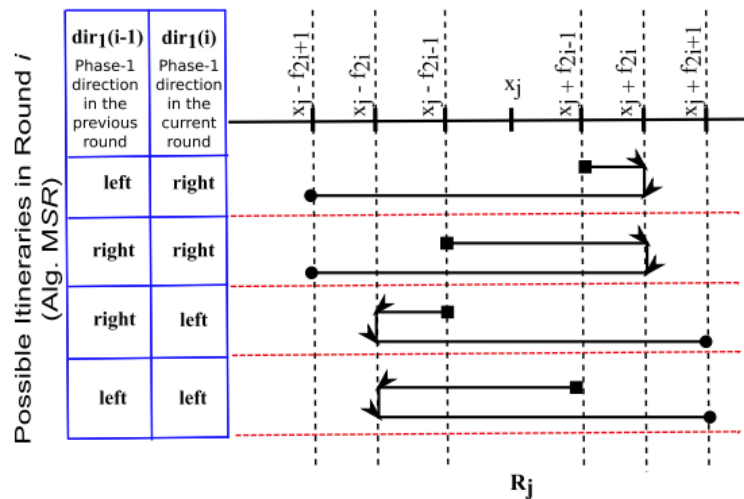 Possible Itineraries in Round i
(Alg. MSR)
dir1(i-1)
Phase-1
direction
in the
previous
round
dir1(i)
Phase-1
direction
in the
current
round
xj - f2i+1
xj - f2i
xj - f2i-1
xj
xj + f2i-1
xj + f2i
xj + f2i+1
left right
right right
right left
left left
Rj